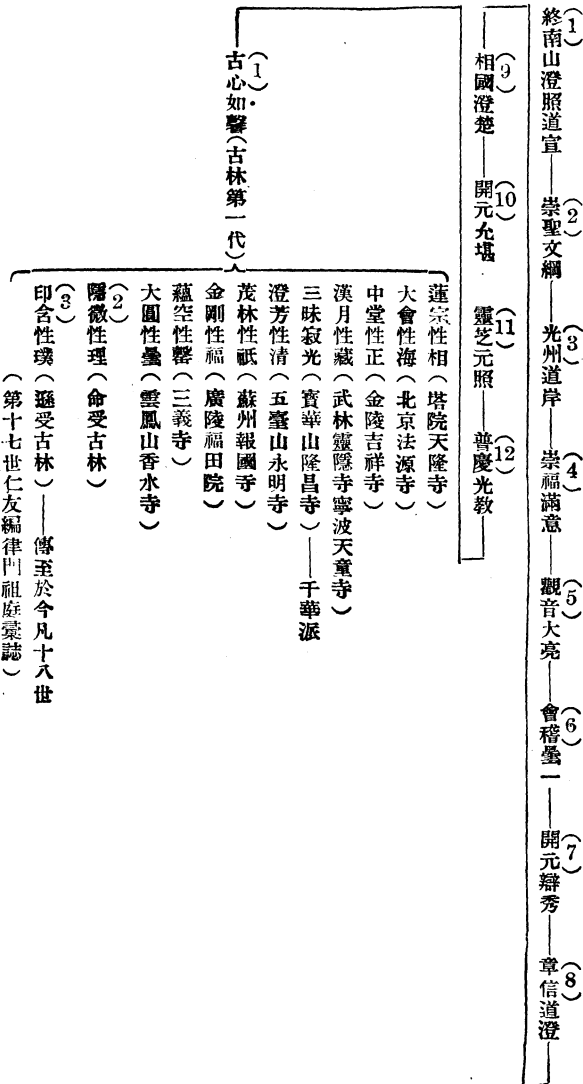 (1)終南山澄照道宣——(2)崇聖文綱——(3)光州道岸——(4)崇福滿意——(5)觀音大亮——(6)會稽曇一——(7)開元辯秀——(8)章信道澄
(9)相國澄楚——(10)開元允堪 (11)靈芝元照 (12)普慶光教
(1)古心如馨(古林第一代)
蓮宗性相(塔院天隆寺)
大會性海(北京法源寺)
中堂性正(金陵吉祥寺)
漢月性藏(武林靈隱寺寧波天童寺)
三昧寂光(寶華山隆昌寺)——千華派
澄芳性清(五臺山永明寺)
茂林性祇(蘇州報國寺)
金剛性福(廣陵福田院)
蘊空性罄(三義寺)
大圓性曇(雲鳳山香水寺)
(2)隱微性理(命受古林)
(3)印含性璞(遜受古林)——傳至於今凡十八世
(第十七世仁友編律門祖庭彙誌)